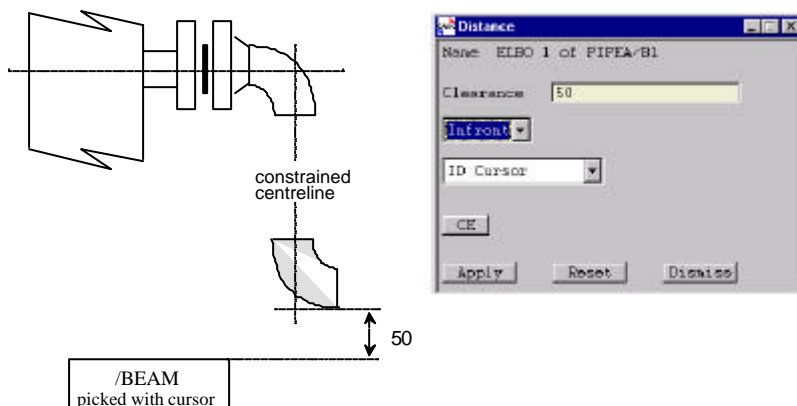 constrained
centreline
50
/BEAM
picked with cursor
Distance
Name ELBO 1 of PIPEA/B1
Clearance 50
Infront
ID Cursor
CE
Apply Reset Dismiss